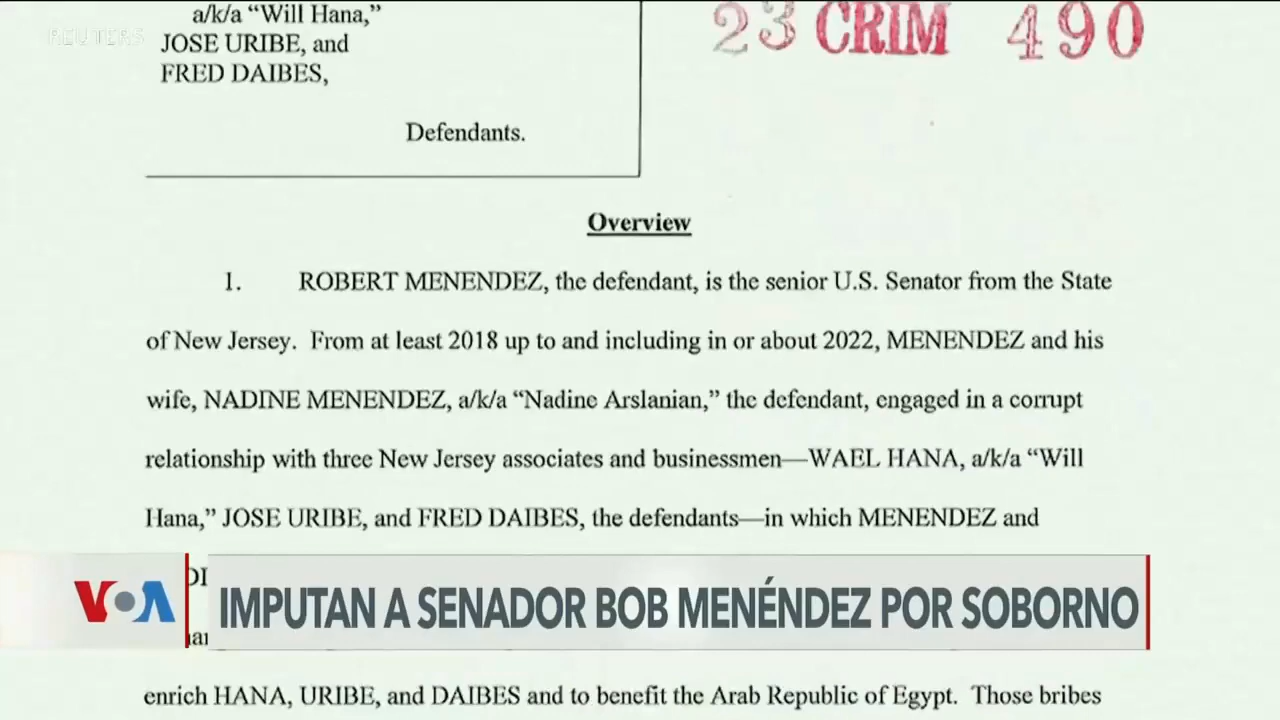 REUTERS
a/k/a “Will Hana,”
JOSE URIBE, and
FRED DAIBES,
23 CRIM 490
Defendants.
Overview
1. ROBERT MENENDEZ, the defendant, is the senior U.S. Senator from the State
of New Jersey. From at least 2018 up to and including in or about 2022, MENENDEZ and his
wife, NADINE MENENDEZ, a/k/a “Nadine Arslanian,” the defendant, engaged in a corrupt
relationship with three New Jersey associates and businessmen—WAEL HANA, a/k/a “Will
Hana,” JOSE URIBE, and FRED DAIBES, the defendants—in which MENENDEZ and
VOA IMPUTAN A SENADOR BOB MENÉNDEZ POR SOBORNO
enrich HANA, URIBE, and DAIBES and to benefit the Arab Republic of Egypt. Those bribes